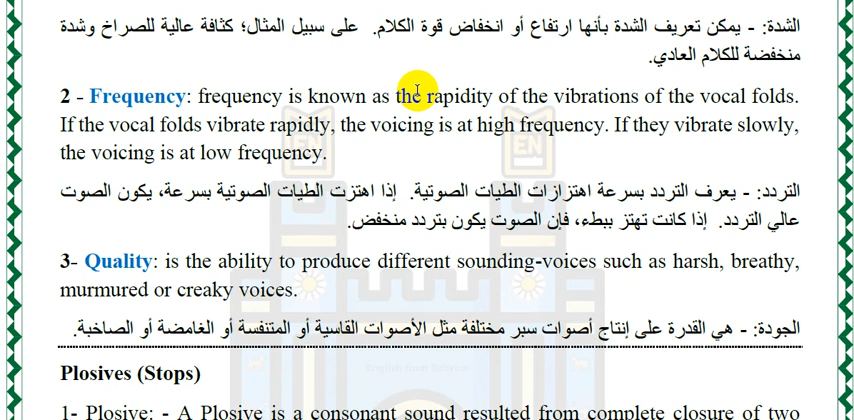 الشدة: - يمكن تعريف الشدة بأنها ارتفاع أو انخفاض قوة الكلام. على سبيل المثال؛ كثافة عالية للصراخ وشدة
منخفضة للكلام العادي.
2 - Frequency: frequency is known as the rapidity of the vibrations of the vocal folds.
If the vocal folds vibrate rapidly, the voicing is at high frequency. If they vibrate slowly,
the voicing is at low frequency.
التردد: - يعرف التردد بسرعة اهتزازات الطيات الصوتية. إذا اهتزت الطيات الصوتية بسرعة، يكون الصوت
عالي التردد. إذا كانت تهتز ببطء، فإن الصوت يكون بتردد منخفض.
3- Quality: is the ability to produce different sounding-voices such as harsh, breathy,
murmured or creaky voices.
الجودة: - هي القدرة على إنتاج أصوات سبر مختلفة مثل الأصوات القاسية أو المتنفسة أو الغامضة أو الصاخبة.
English from Starset
Plosives (Stops)
1- Plosive: - A Plosive is a consonant sound resulted from complete closure of two
EN
EN